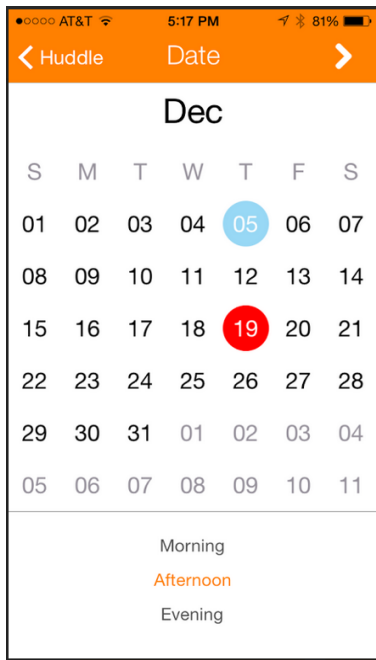 AT&T 5:17 PM 81%
Huddle Date
Dec
S M T W T F S
01 02 03 04 05 06 07
08 09 10 11 12 13 14
15 16 17 18 19 20 21
22 23 24 25 26 27 28
29 30 31 01 02 03 04
05 06 07 08 09 10 11
Morning
Afternoon
Evening